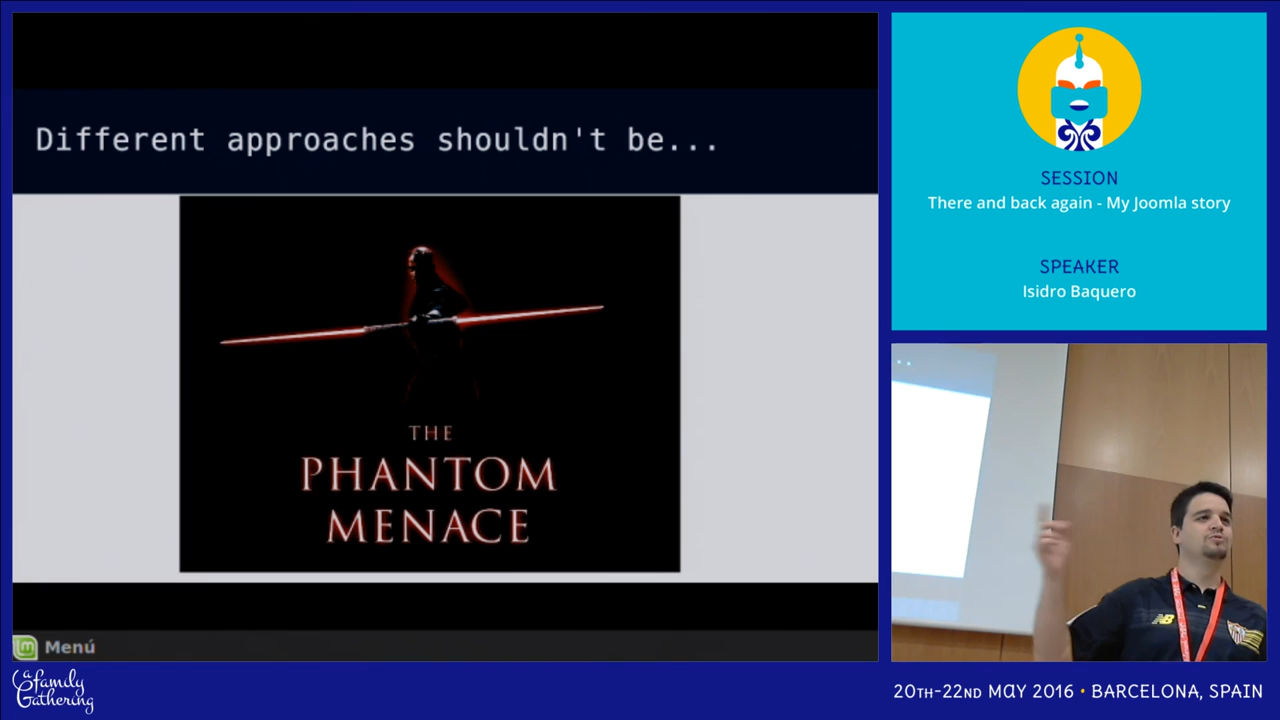 Different approaches shouldn't be...
THE
PHANTOM
MENACE
Menú
SESSION
There and back again - My Joomla story
SPEAKER
Isidro Baquero
a family
Gathering
20TH-22ND MAY 2016 • BARCELONA, SPAIN